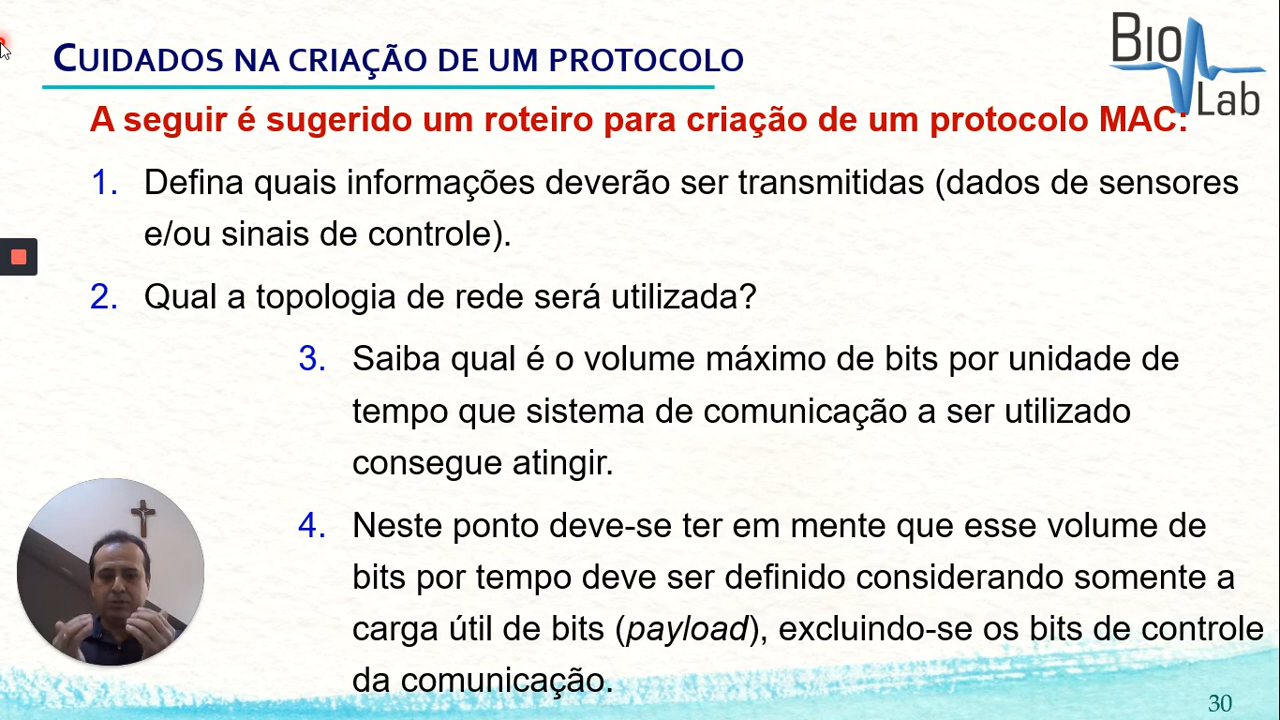 CUIDADOS NA CRIAÇÃO DE UM PROTOCOLO
Bio
Lab
A seguir é sugerido um roteiro para criação de um protocolo MAC:
1. Defina quais informações deverão ser transmitidas (dados de sensores
e/ou sinais de controle).
2. Qual a topologia de rede será utilizada?
3. Saiba qual é o volume máximo de bits por unidade de
tempo que sistema de comunicação a ser utilizado
consegue atingir.
4. Neste ponto deve-se ter em mente que esse volume de
bits por tempo deve ser definido considerando somente a
carga útil de bits (payload), excluindo-se os bits de controle
da comunicação.
30